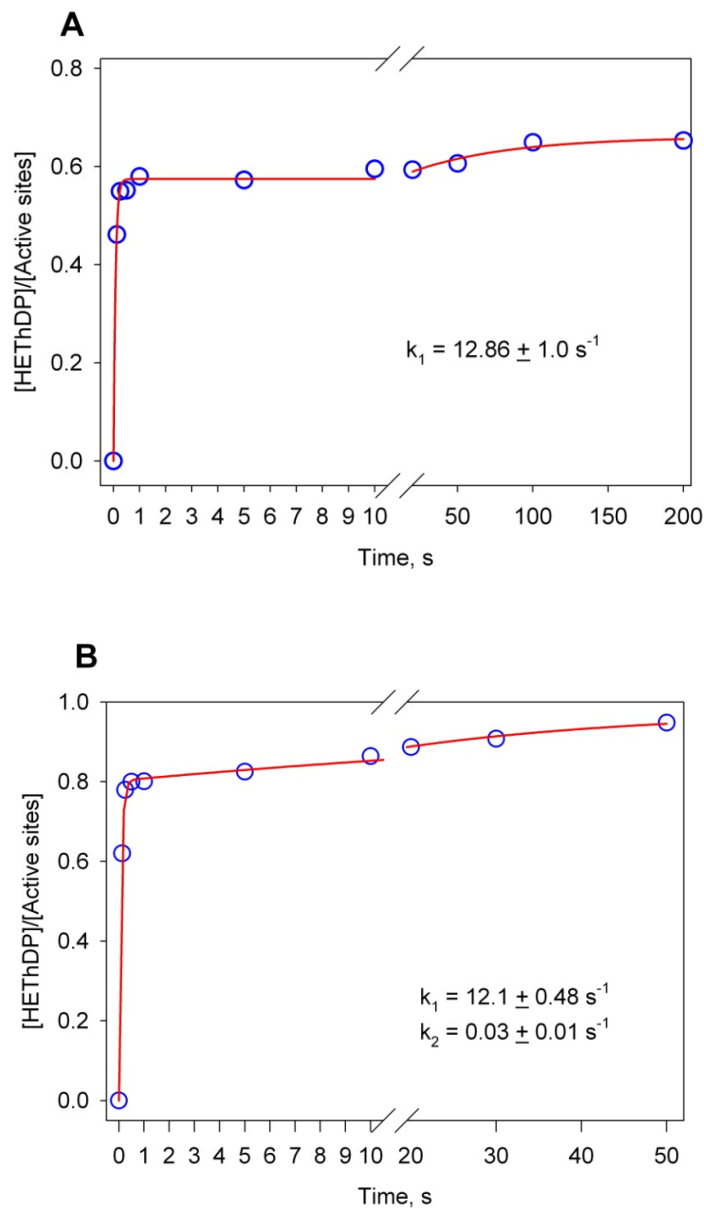 A
0.8
0.6
0.4
0.2
0.0
[HEThDP]/[Active sites]
k₁ = 12.86 ± 1.0 s⁻¹
0 1 2 3 4 5 6 7 8 9 10 50 100 150 200
Time, s
B
1.0
0.8
0.6
0.4
0.2
0.0
[HEThDP]/[Active sites]
k₁ = 12.1 ± 0.48 s⁻¹
k₂ = 0.03 ± 0.01 s⁻¹
0 1 2 3 4 5 6 7 8 9 10 20 30 40 50
Time, s